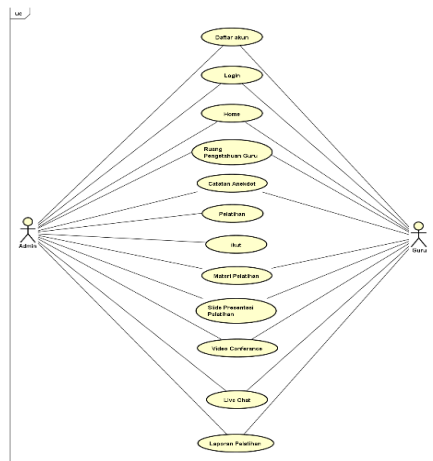 uc
Daftar akun
Login
Home
Ruang
Pengetahuan Guru
Catatan Anekdot
Pelatihan
ikut
Admin
Guru
Materi Pelatihan
Slide Presentasi
Pelatihan
Video Conference
Live Chat
Laporan Pelatihan